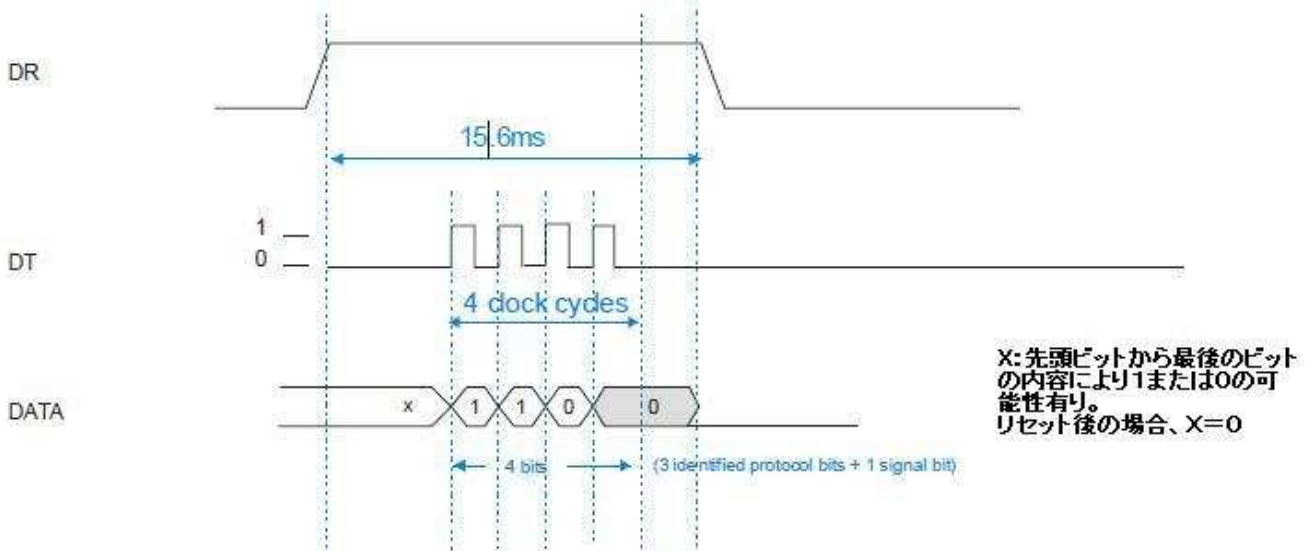 DR
15.6ms
1
0
DT
4 dock cycles
X:先頭ビットから最後のビット
の内容により1または0の可
能性有り。
リセット後の場合、X=0
DATA
x
1
1
0
0
4 bits
(3 identified protocol bits + 1 signal bit)